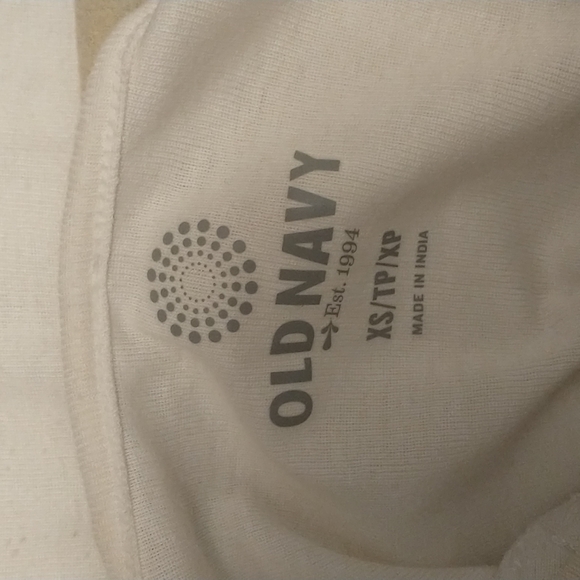 OLD NAVY
Est. 1994
XS/TP/XP
MADE IN INDIA